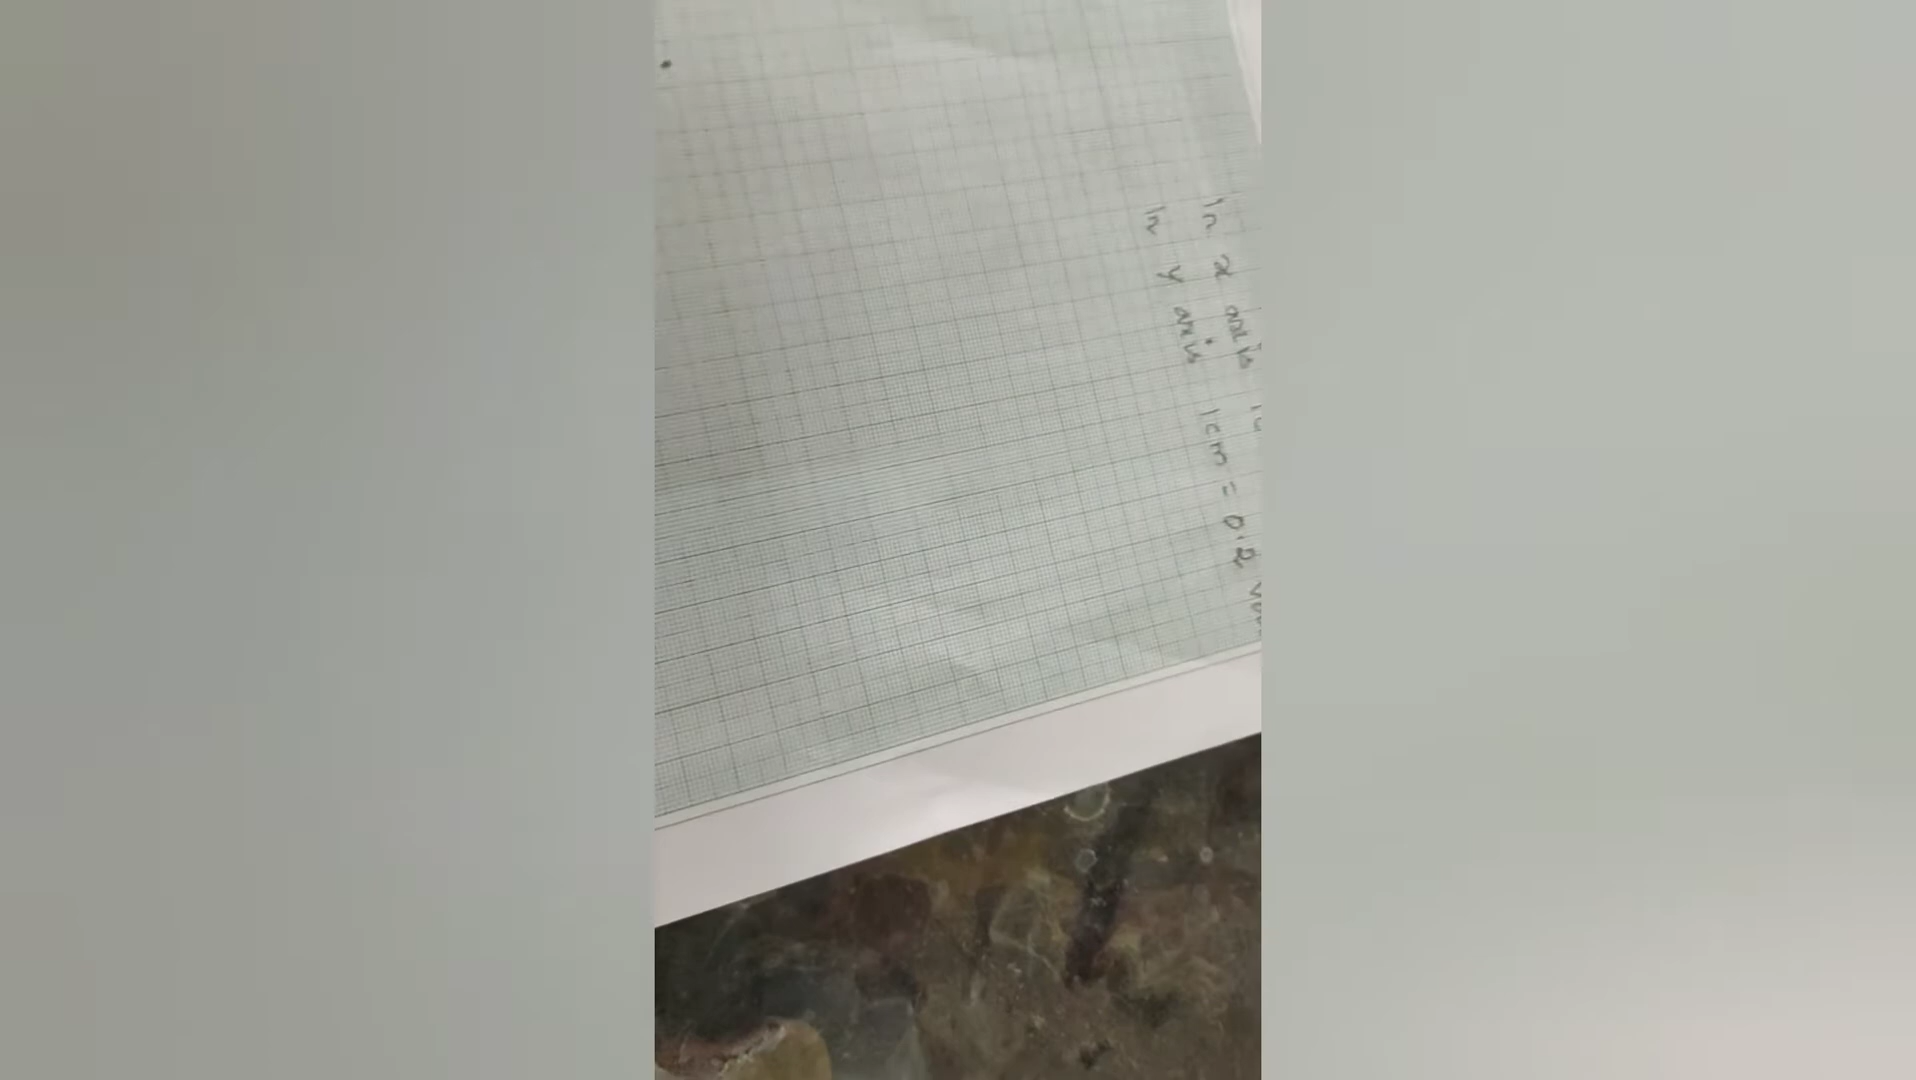 In x axis
In y axis 1cm = 0.2